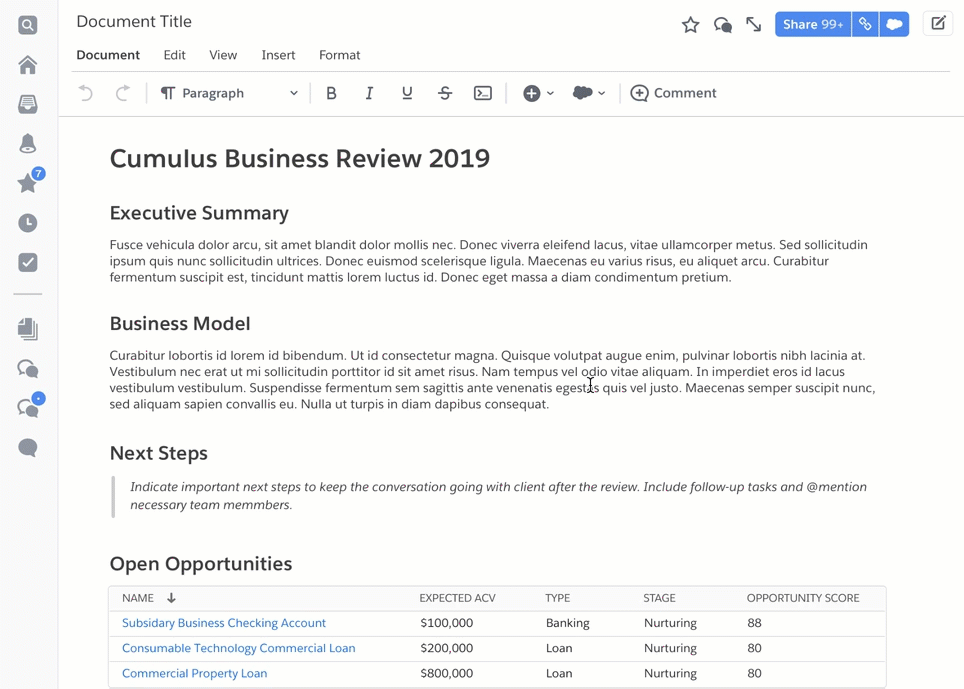 Document Title
Share 99+
Document Edit View Insert Format
Paragraph B I U S Comment
7
Cumulus Business Review 2019
Executive Summary
Fusce vehicula dolor arcu, sit amet blandit dolor mollis nec. Donec viverra eleifend lacus, vitae ullamcorper metus. Sed sollicitudin
ipsum quis nunc sollicitudin ultrices. Donec euismod scelerisque ligula. Maecenas eu varius risus, eu aliquet arcu. Curabitur
fermentum suscipit est, tincidunt mattis lorem luctus id. Donec eget massa a diam condimentum pretium.
Business Model
Curabitur lobortis id lorem id bibendum. Ut id consectetur magna. Quisque volutpat augue enim, pulvinar lobortis nibh lacinia at.
Vestibulum nec erat ut mi sollicitudin porttitor id sit amet risus. Nam tempus vel odio vitae aliquam. In imperdiet eros id lacus
vestibulum vestibulum. Suspendisse fermentum sem sagittis ante venenatis egestas quis vel justo. Maecenas semper suscipit nunc,
sed aliquam sapien convallis eu. Nulla ut turpis in diam dapibus consequat.
Next Steps
Indicate important next steps to keep the conversation going with client after the review. Include follow-up tasks and @mention
necessary team memmbers.
Open Opportunities
NAME EXPECTED ACV TYPE STAGE OPPORTUNITY SCORE
Subsidary Business Checking Account $100,000 Banking Nurturing 88
Consumable Technology Commercial Loan $200,000 Loan Nurturing 80
Commercial Property Loan $800,000 Loan Nurturing 80